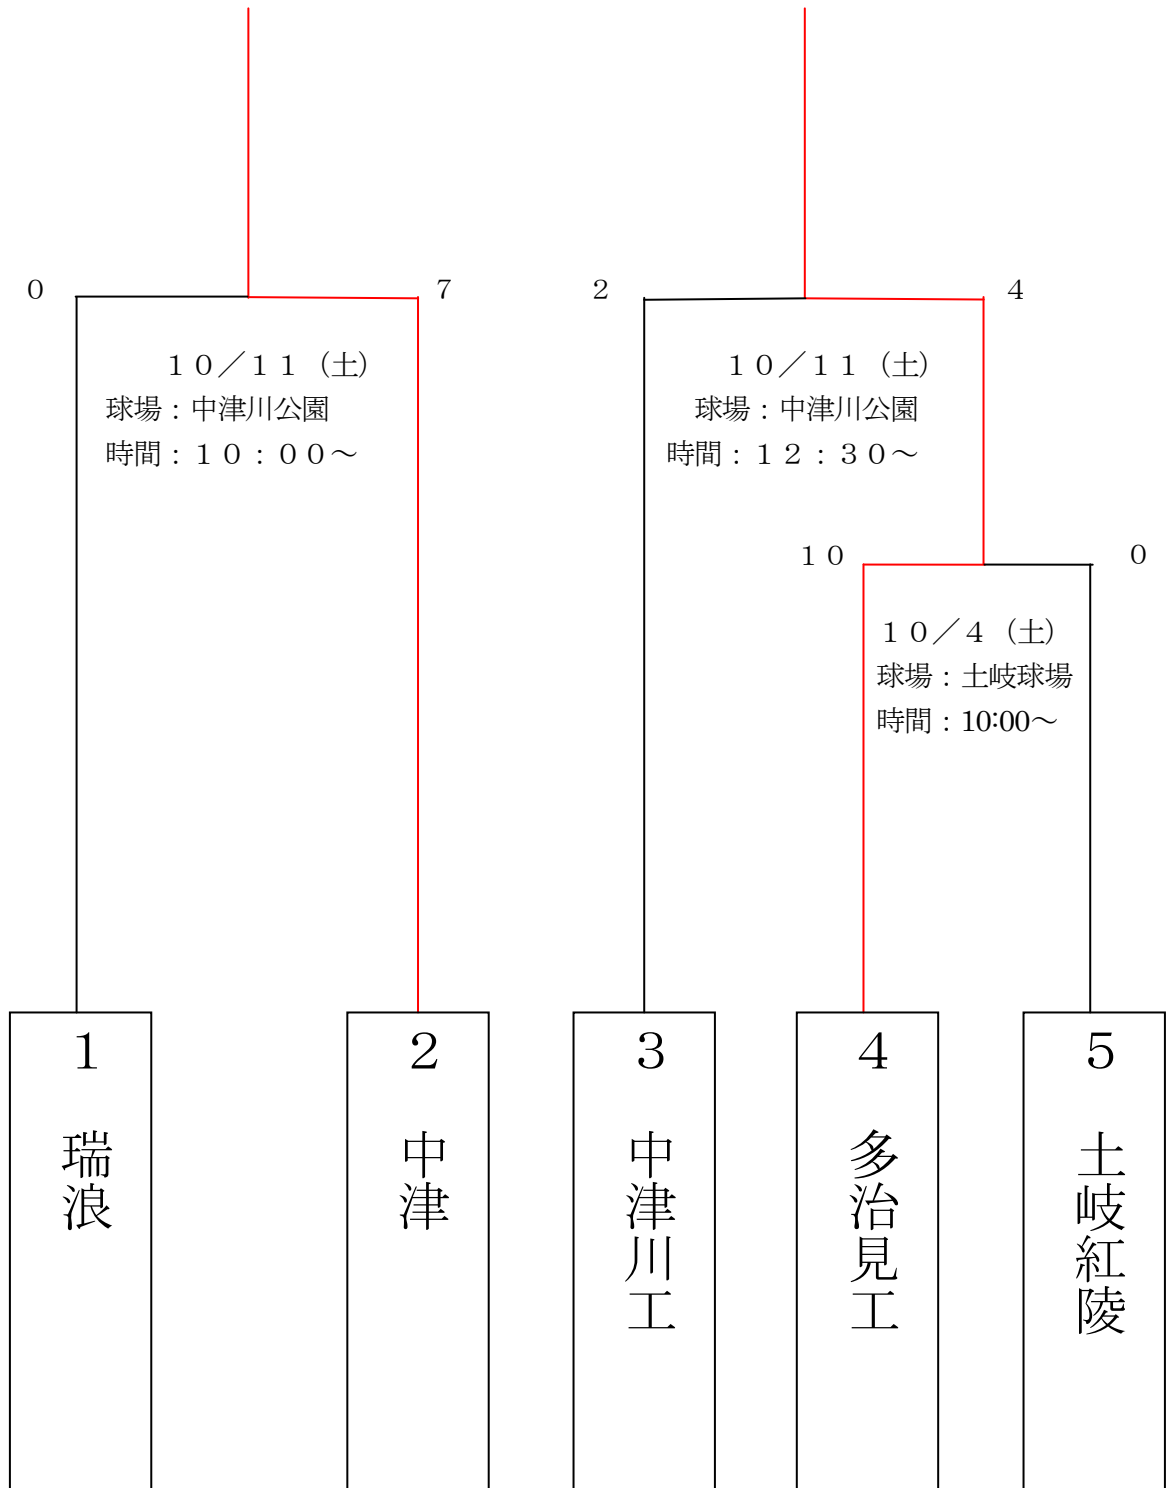 ０
７
２
４
１０／１１（土）
球場：中津川公園
時間：１０：００～
１０／１１（土）
球場：中津川公園
時間：１２：３０～
１０
０
１０／４（土）
球場：土岐球場
時間：10:00～
１ 瑞浪
２ 中津
３ 中津川工
４ 多治見工
５ 土岐紅陵